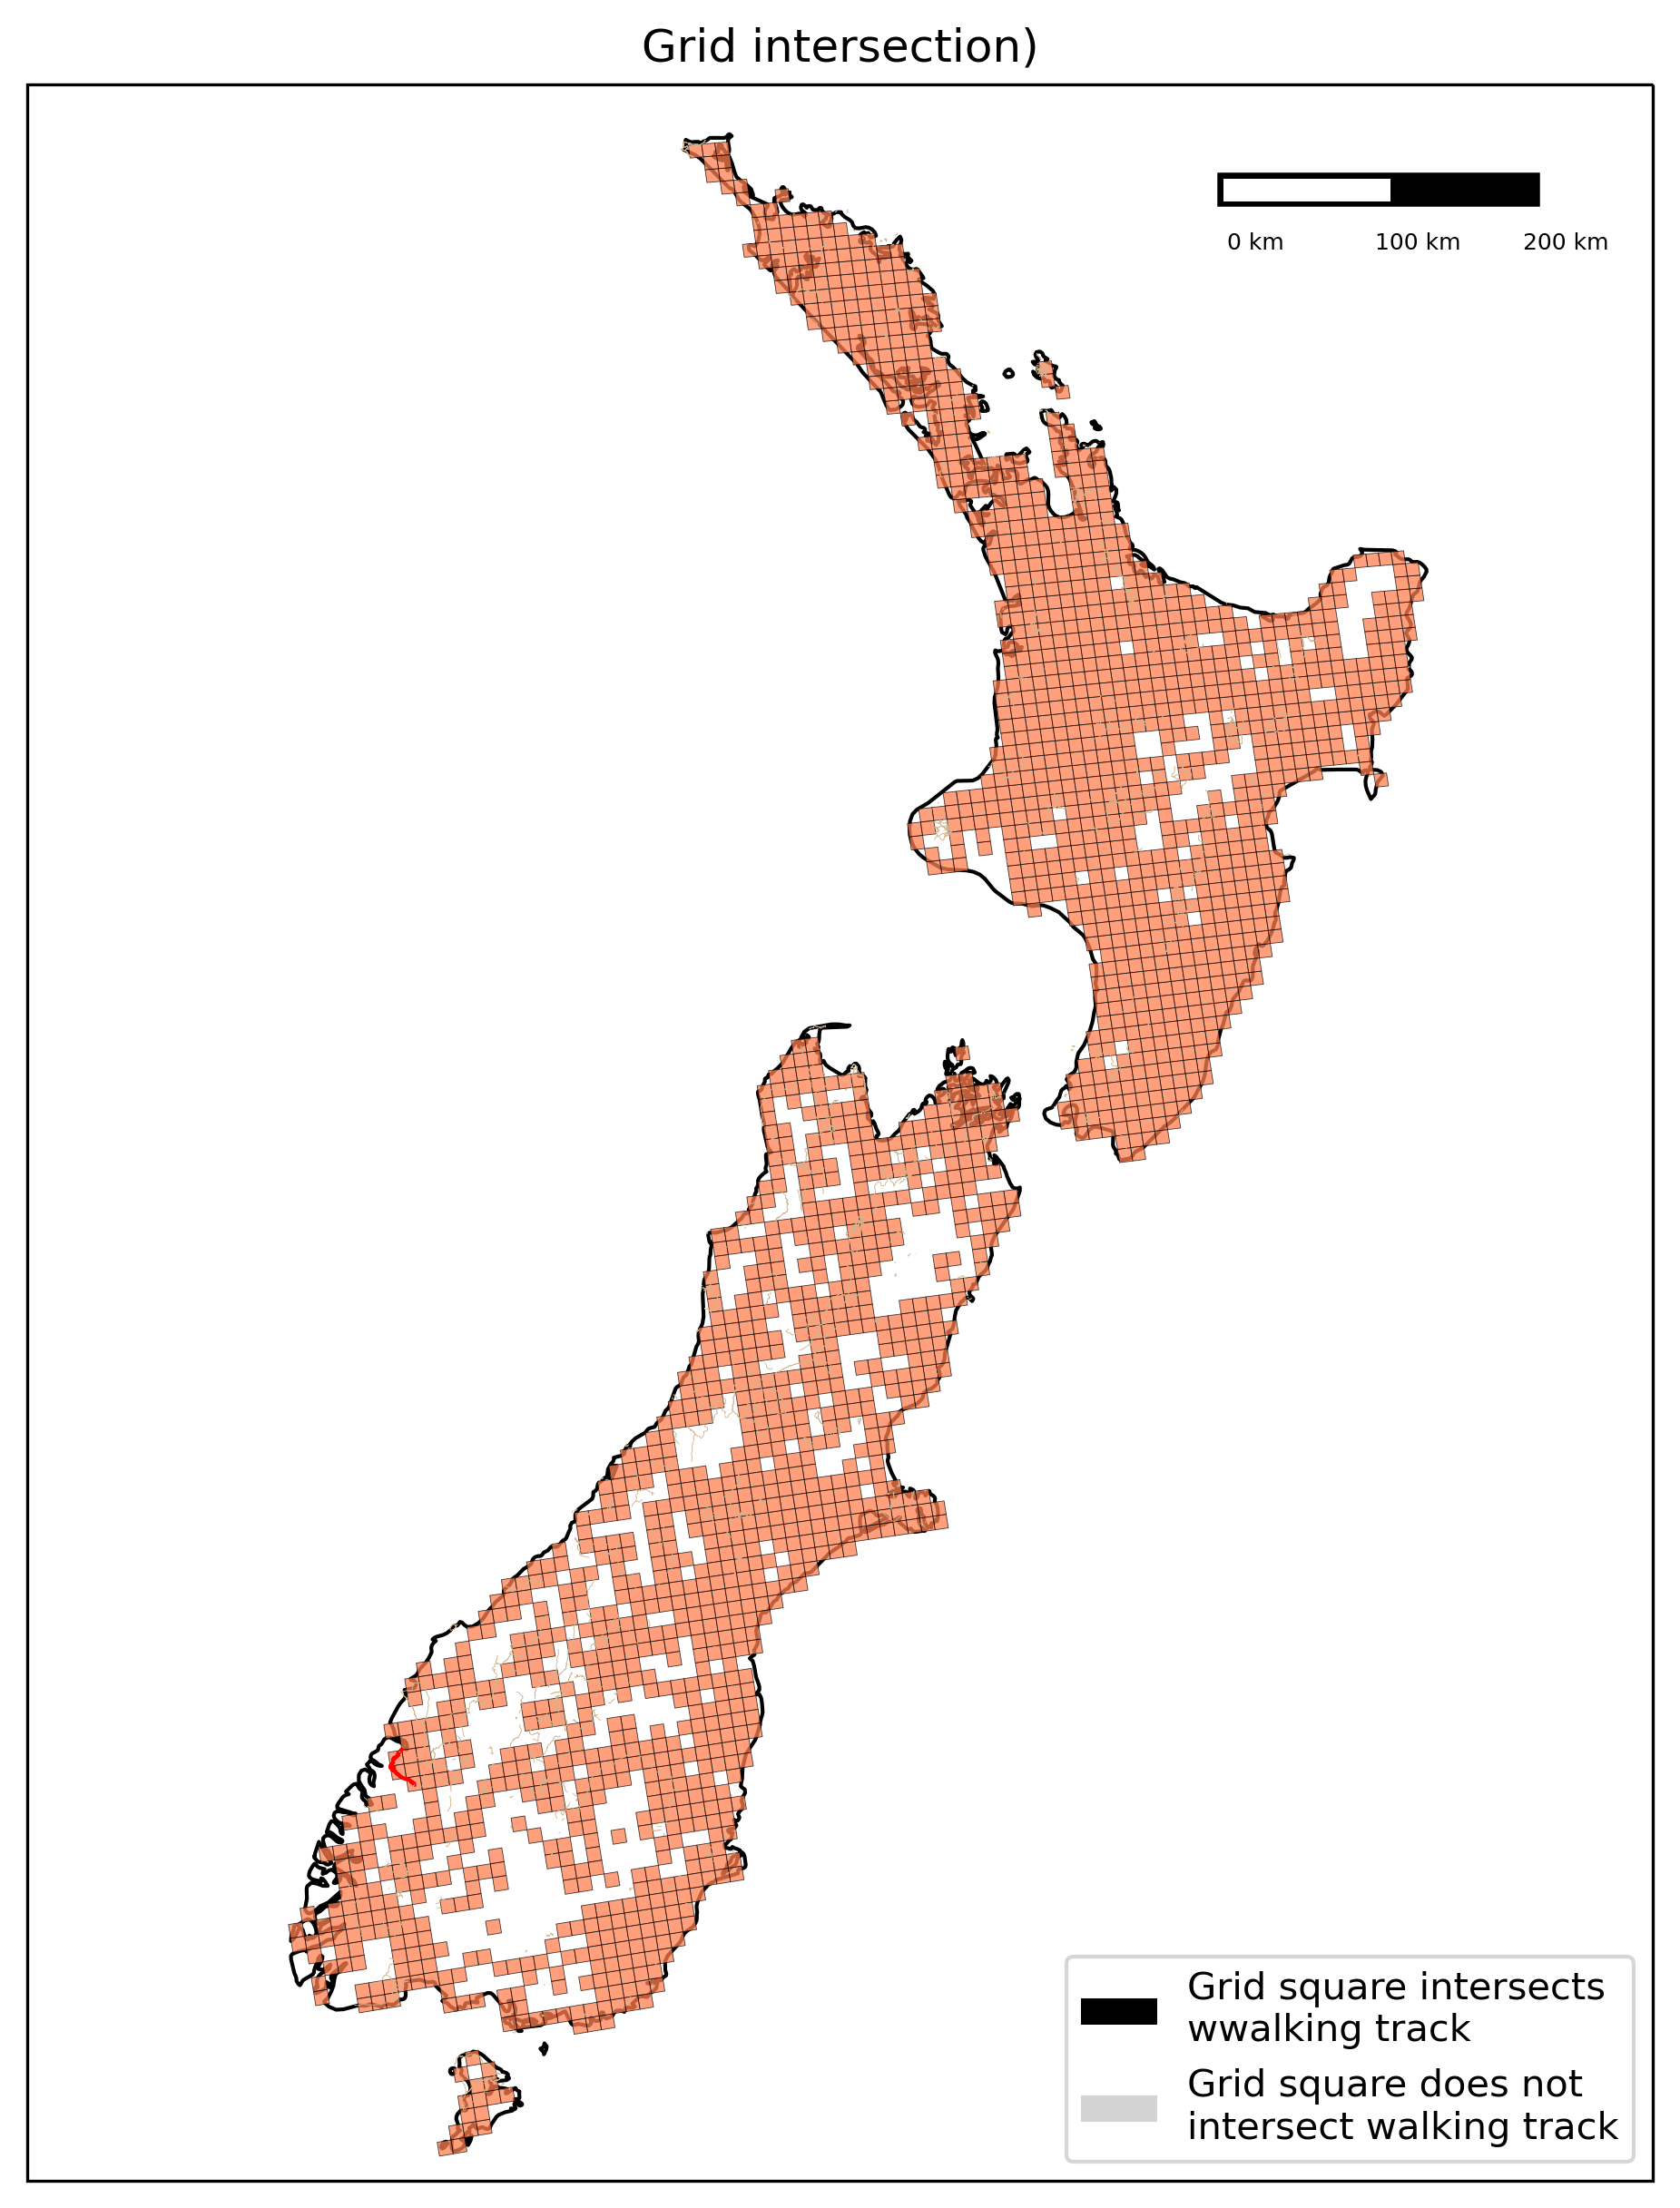 Grid intersection)
0 km
100 km
200 km
Grid square intersects
wwalking track
Grid square does not
intersect walking track